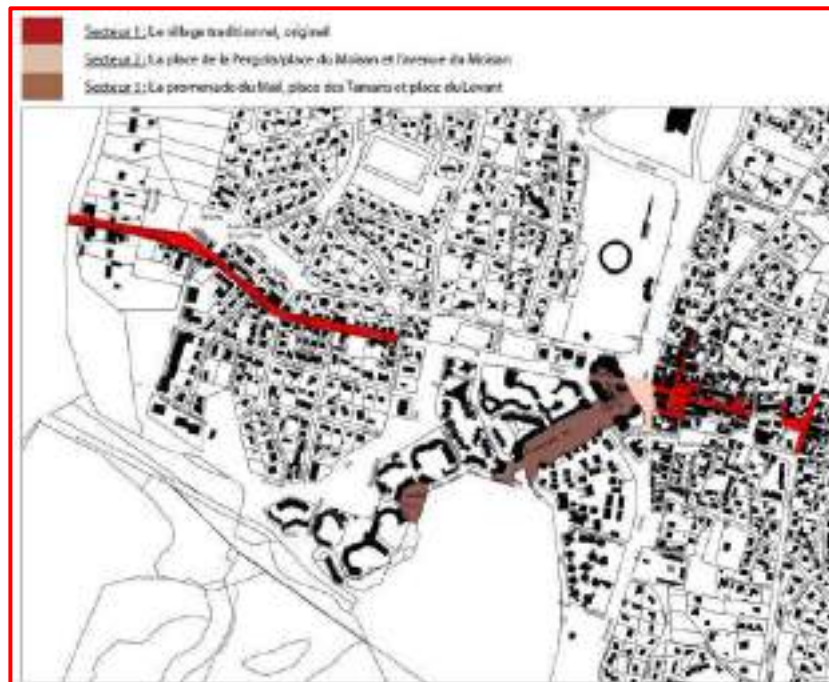 Secteur 1 : Le village traditionnel, originel
Secteur 2 : La place de la Pergola/place du Moisan et l'avenue du Moisan
Secteur 3 : La promenade du Mail, place des Tamaris et place du Levant